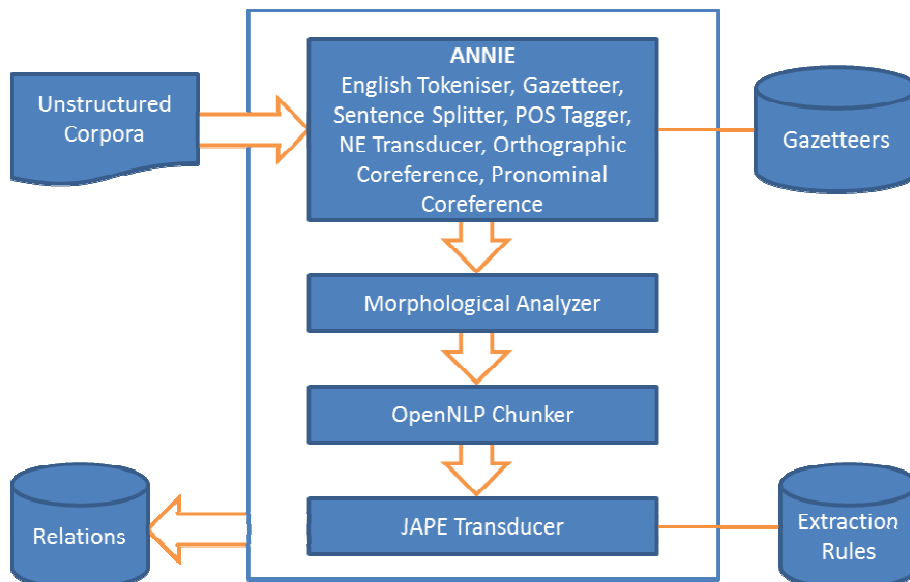 Unstructured
Corpora
ANNIE
English Tokeniser, Gazetteer,
Sentence Splitter, POS Tagger,
NE Transducer, Orthographic
Coreference, Pronominal
Coreference
Gazetteers
Morphological Analyzer
OpenNLP Chunker
Relations
JAPE Transducer
Extraction
Rules